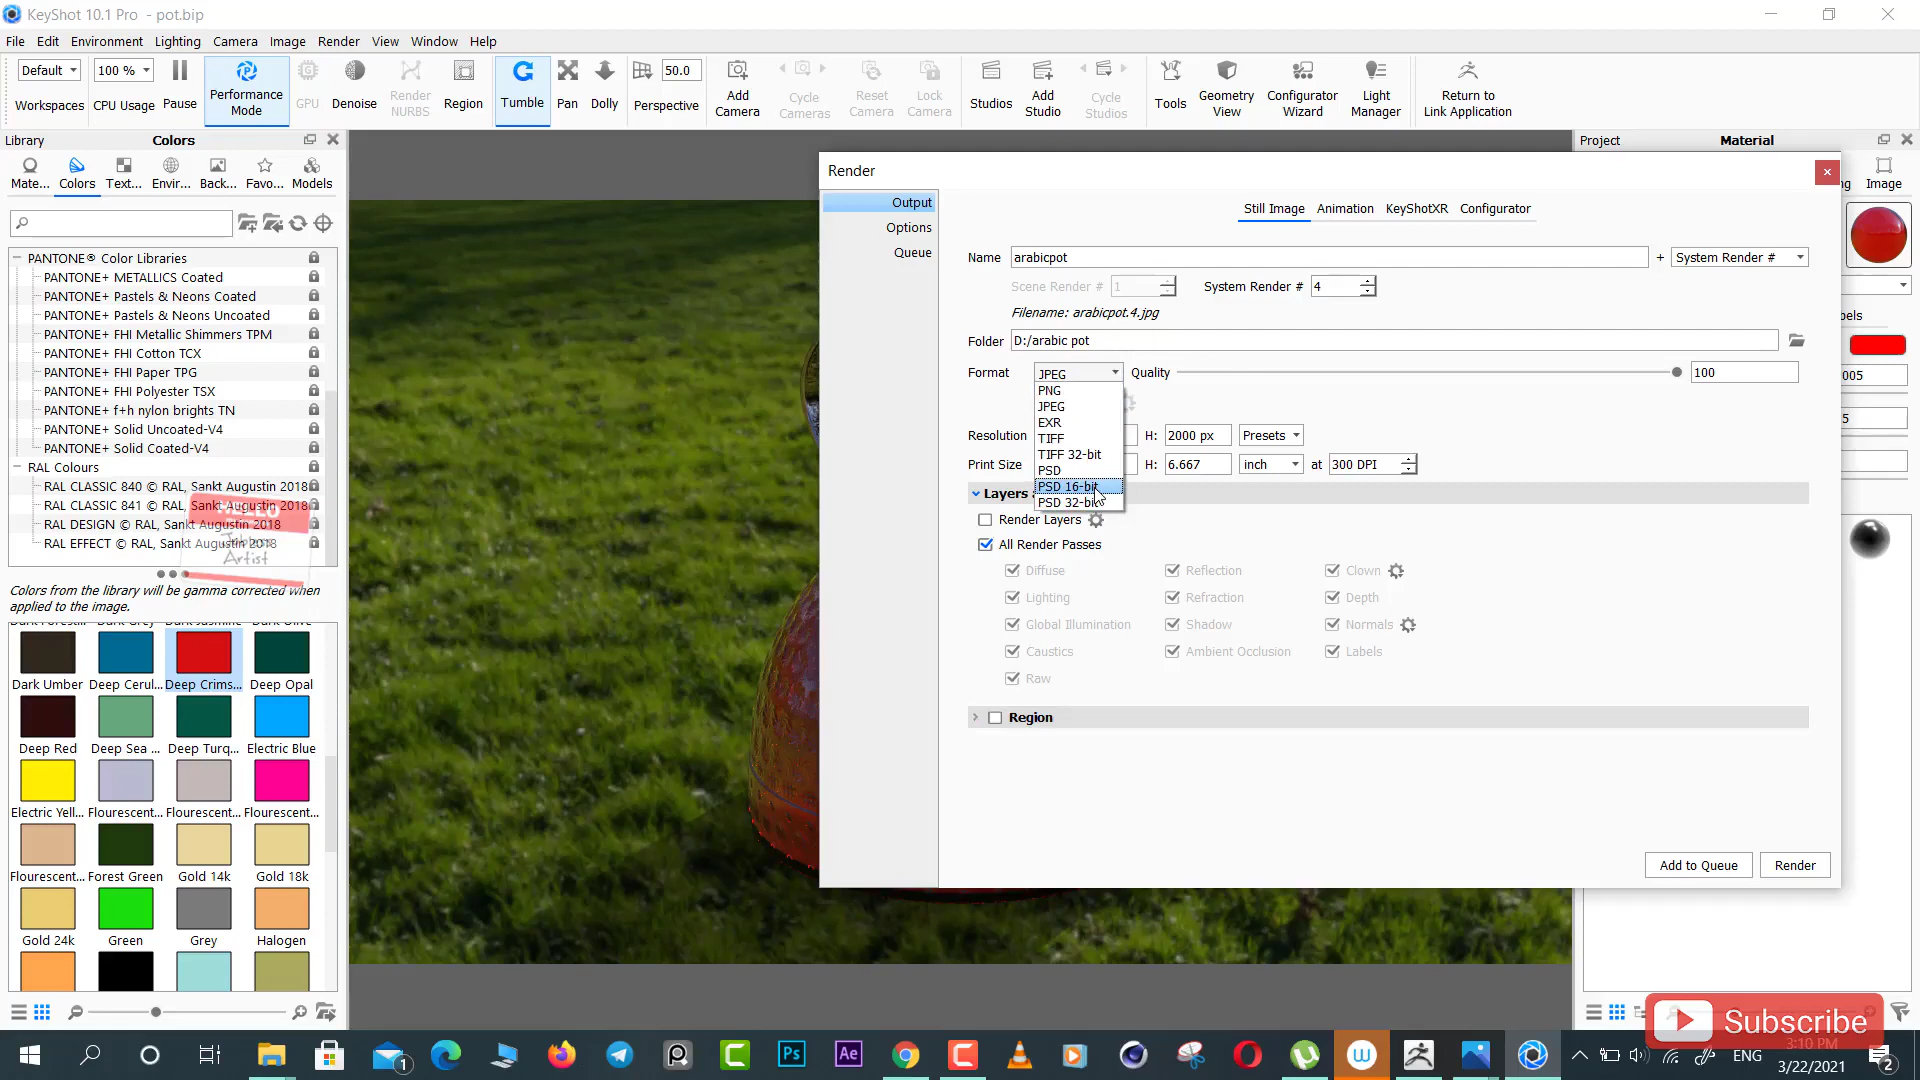 KeyShot 10.1 Pro - pot.bip
File Edit Environment Lighting Camera Image Render View Window Help
Default 100 % 50.0
Workspaces CPU Usage Pause Performance Mode GPU Denoise Render NURBS Region Tumble Pan Dolly Perspective Add Camera Cycle Cameras Reset Camera Lock Camera Studios Add Studio Cycle Studios Tools Geometry View Configurator Wizard Light Manager Return to Link Application
Library Colors
Mate... Colors Text... Envir... Back... Favo... Models
PANTONE® Color Libraries
PANTONE+ METALLICS Coated
PANTONE+ Pastels & Neons Coated
PANTONE+ Pastels & Neons Uncoated
PANTONE+ FHI Metallic Shimmers TPM
PANTONE+ FHI Cotton TCX
PANTONE+ FHI Paper TPG
PANTONE+ FHI Polyester TSX
PANTONE+ f+h nylon brights TN
PANTONE+ Solid Uncoated-V4
PANTONE+ Solid Coated-V4
RAL Colours
RAL CLASSIC 840 © RAL, Sankt Augustin 2018
RAL CLASSIC 841 © RAL, Sankt Augustin 2018
RAL DESIGN © RAL, Sankt Augustin 2018
RAL EFFECT © RAL, Sankt Augustin 2018
HELLO
Artist
Colors from the library will be gamma corrected when
applied to the image.
Dark Umber Deep Cerul... Deep Crims... Deep Opal
Deep Red Deep Sea ... Deep Turq... Electric Blue
Electric Yell... Flourescent... Flourescent... Flourescent...
Flourescent... Forest Green Gold 14k Gold 18k
Gold 24k Green Grey Halogen
Render
Output
Options
Queue
Still Image Animation KeyShotXR Configurator
Name arabicpot + System Render #
Scene Render # 1 System Render # 4
Filename: arabicpot.4.jpg
Folder D:/arabic pot
Format JPEG Quality 100
PNG
JPEG
EXR
TIFF
TIFF 32-bit
PSD
PSD 16-bit
PSD 32-bit
Resolution H: 2000 px Presets
Print Size H: 6.667 inch at 300 DPI
Layers
Render Layers
All Render Passes
Diffuse Reflection Clown
Lighting Refraction Depth
Global Illumination Shadow Normals
Caustics Ambient Occlusion Labels
Raw
Region
Add to Queue Render
Project Material
ng Image
bels
005
5
Subscribe
1 Ps Ae W ENG
3:10 PM
3/22/2021
2